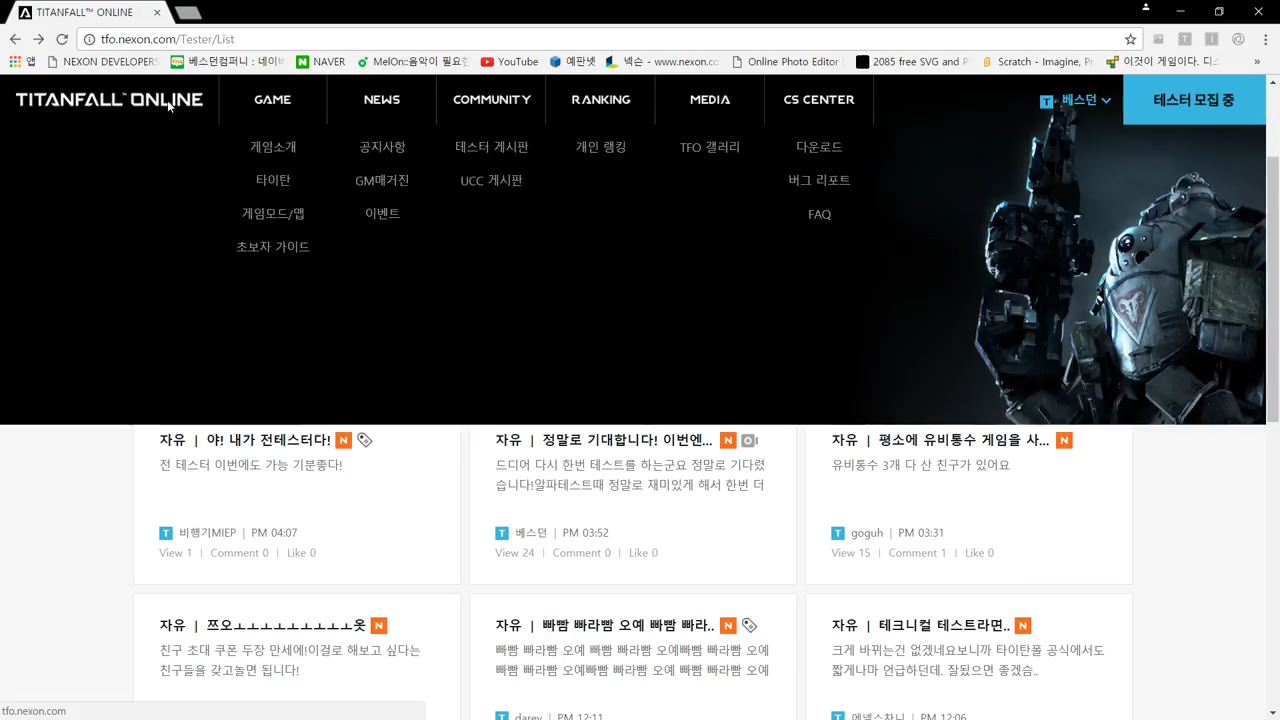 TITANFALL™ ONLINE
tfo.nexon.com/Tester/List
앱 NEXON DEVELOPERS 베스던컴퍼니 : 네이버 NAVER MelOn::음악이 필요한 YouTube 예판넷 넥슨 - www.nexon.co Online Photo Editor 2085 free SVG and P Scratch - Imagine, P 이것이 게임이다. 디스
TITANFALL™ ONLINE GAME NEWS COMMUNITY RANKING MEDIA CS CENTER T 베스던 테스터 모집 중
게임소개 공지사항 테스터 게시판 개인 랭킹 TFO 갤러리 다운로드
타이탄 GM매거진 UCC 게시판 버그 리포트
게임모드/맵 이벤트 FAQ
초보자 가이드
자유 | 야! 내가 전테스터다! N
전 테스터 이번에도 가능 기분좋다!
T 비행기MIEP | PM 04:07
View 1 | Comment 0 | Like 0
자유 | 정말로 기대합니다! 이번엔... N
드디어 다시 한번 테스트를 하는군요 정말로 기다렸
습니다!알파테스트때 정말로 재미있게 해서 한번 더
T 베스던 | PM 03:52
View 24 | Comment 0 | Like 0
자유 | 평소에 유비통수 게임을 사... N
유비통수 3개 다 산 친구가 있어요
T goguh | PM 03:31
View 15 | Comment 1 | Like 0
자유 | 쯔오ㅗㅗㅗㅗㅗㅗㅗㅗㅗ옷 N
친구 초대 쿠폰 두장 만세에!이걸로 해보고 싶다는
친구들을 갖고놀면 됩니다!
자유 | 빠빰 빠라빰 오예 빠빰 빠라.. N
빠빰 빠라빰 오예 빠빰 빠라빰 오예빠빰 빠라빰 오예
빠빰 빠라빰 오예빠빰 빠라빰 오예 빠빰 빠라빰 오예
darey | PM 12:11
자유 | 테크니컬 테스트라면.. N
크게 바뀌는건 없겠네요보니까 타이탄폴 공식에서도
짧게나마 언급하던데. 잘됬으면 좋겠슴..
에넥스차니 | PM 12:06
tfo.nexon.com